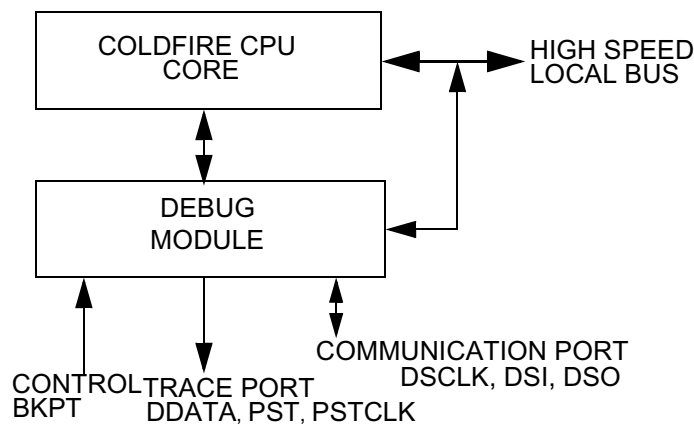 COLDFIRE CPU
CORE
HIGH SPEED
LOCAL BUS
DEBUG
MODULE
COMMUNICATION PORT
DSCLK, DSI, DSO
CONTROL
BKPT
TRACE PORT
DDATA, PST, PSTCLK